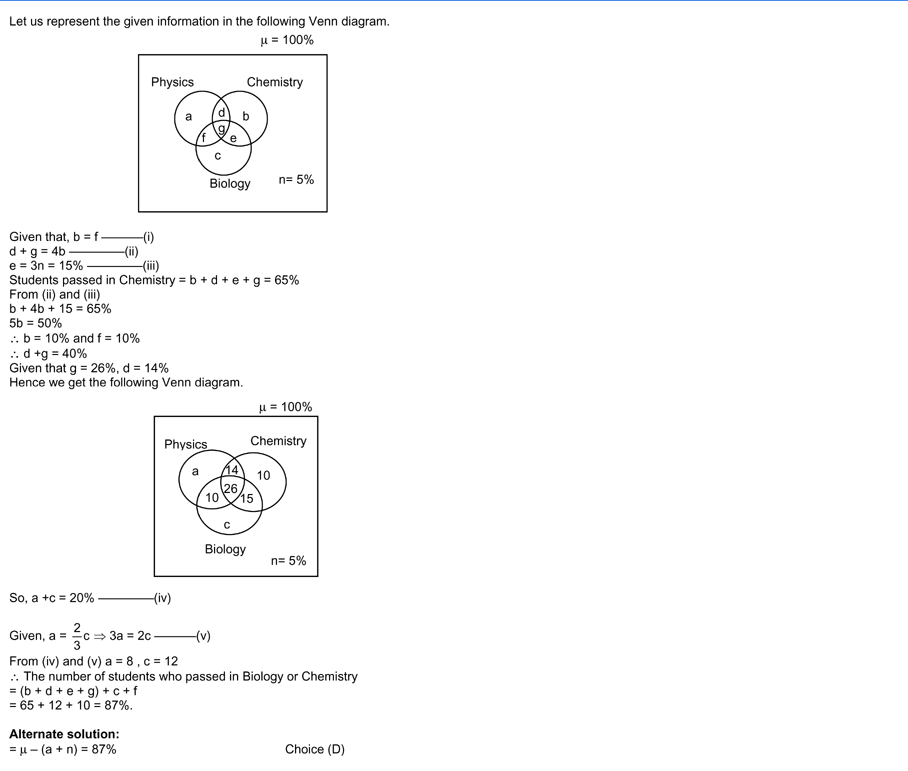 Let us represent the given information in the following Venn diagram.
μ = 100%
Physics Chemistry
a d b
g
f e
c
Biology n= 5%
Given that, b = f ———(i)
d + g = 4b ————(ii)
e = 3n = 15% ————(iii)
Students passed in Chemistry = b + d + e + g = 65%
From (ii) and (iii)
b + 4b + 15 = 65%
5b = 50%
∴ b = 10% and f = 10%
∴ d +g = 40%
Given that g = 26%, d = 14%
Hence we get the following Venn diagram.
μ = 100%
Physics Chemistry
a 14 10
26
10 15
c
Biology
n= 5%
So, a +c = 20% ————(iv)
Given, a = 2/3 c ⇒ 3a = 2c ———(v)
From (iv) and (v) a = 8 , c = 12
∴ The number of students who passed in Biology or Chemistry
= (b + d + e + g) + c + f
= 65 + 12 + 10 = 87%.
Alternate solution:
= μ – (a + n) = 87% Choice (D)